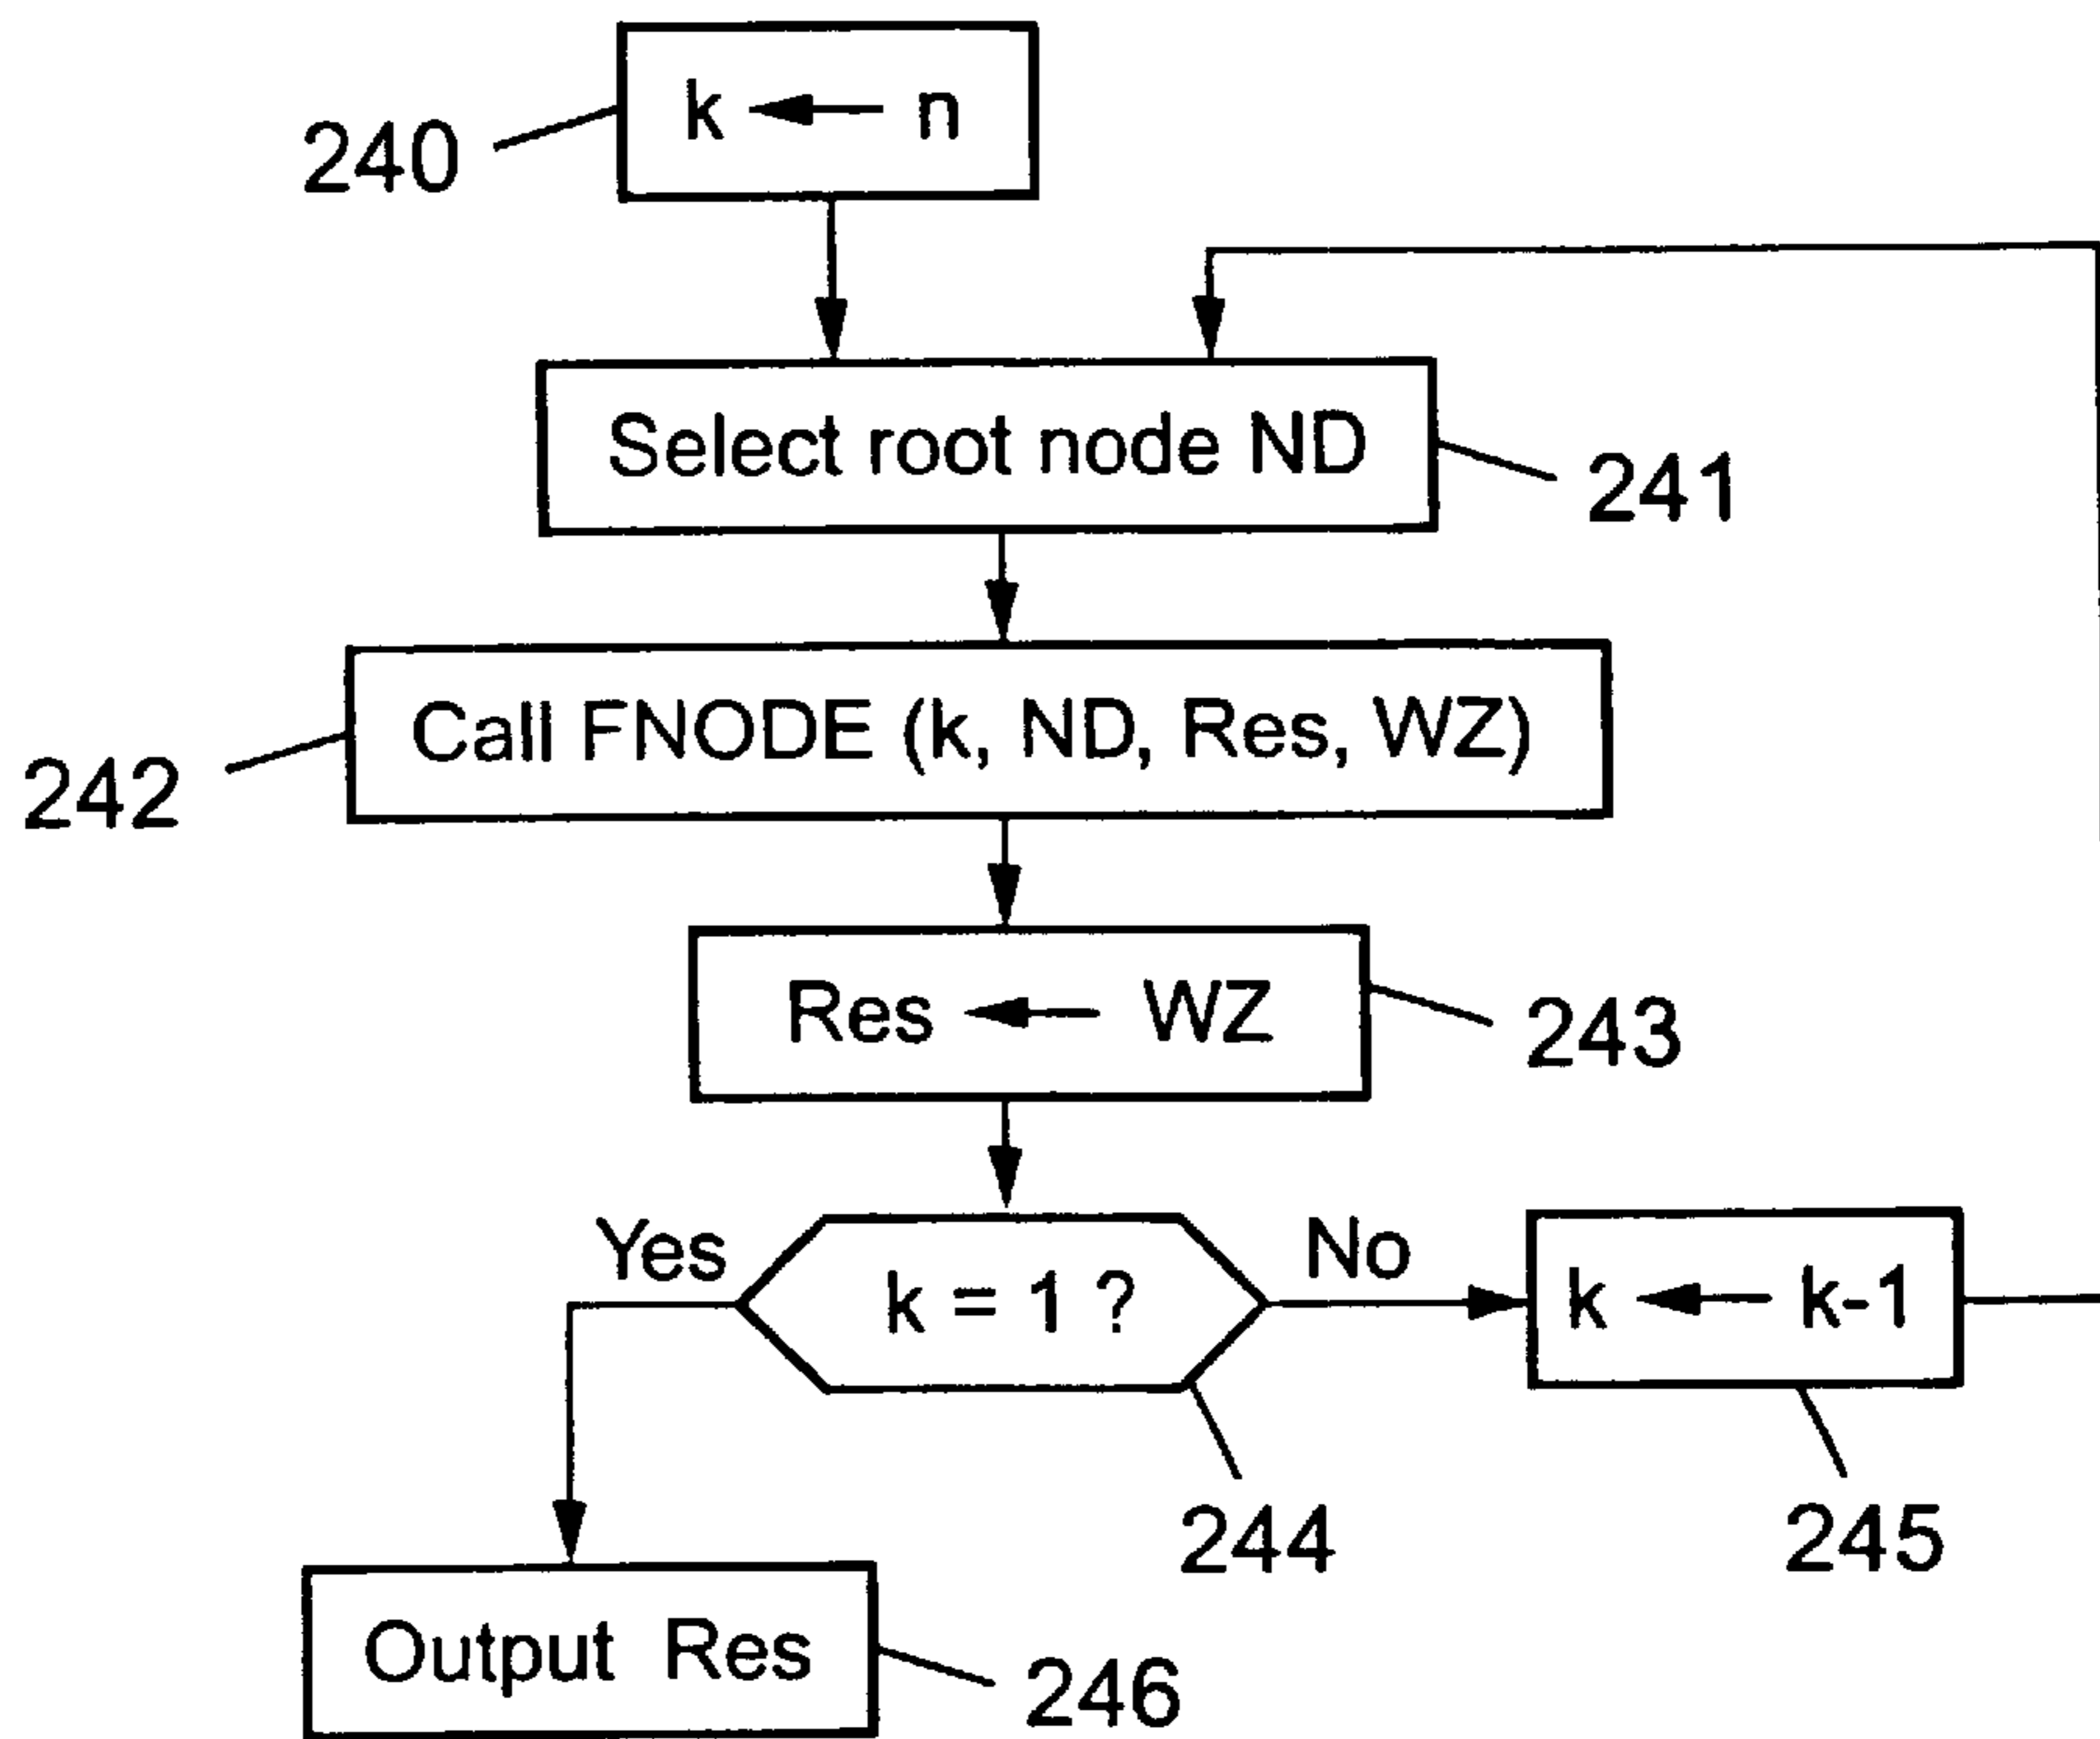 k ← n
240
Select root node ND
241
Call FNODE (k, ND, Res, WZ)
242
Res ← WZ
243
Yes
k = 1 ?
No
k ← k-1
244
245
Output Res
246